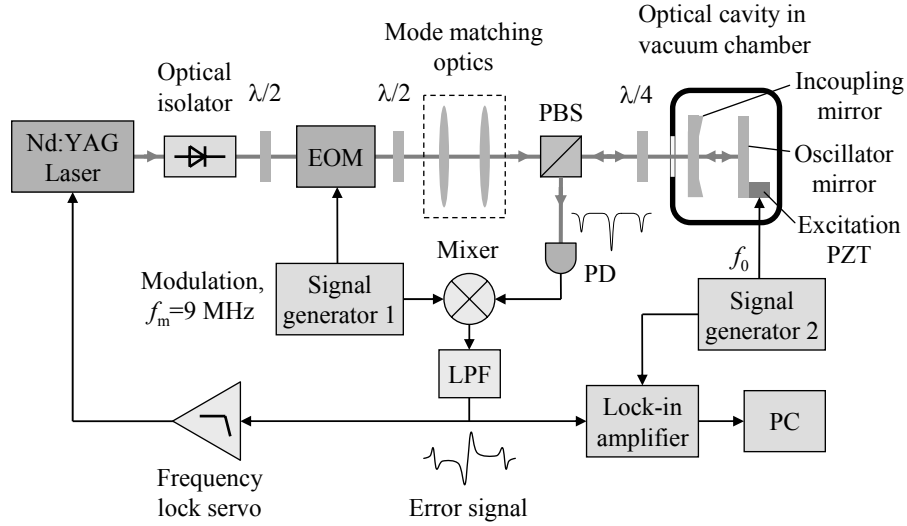 Optical cavity in
vacuum chamber
Mode matching
optics
Optical
isolator
λ/2
λ/2
PBS
λ/4
Incoupling
mirror
Nd:YAG
Laser
EOM
Oscillator
mirror
Excitation
PZT
Modulation,
fm=9 MHz
Signal
generator 1
Mixer
PD
f0
Signal
generator 2
LPF
Lock-in
amplifier
PC
Frequency
lock servo
Error signal